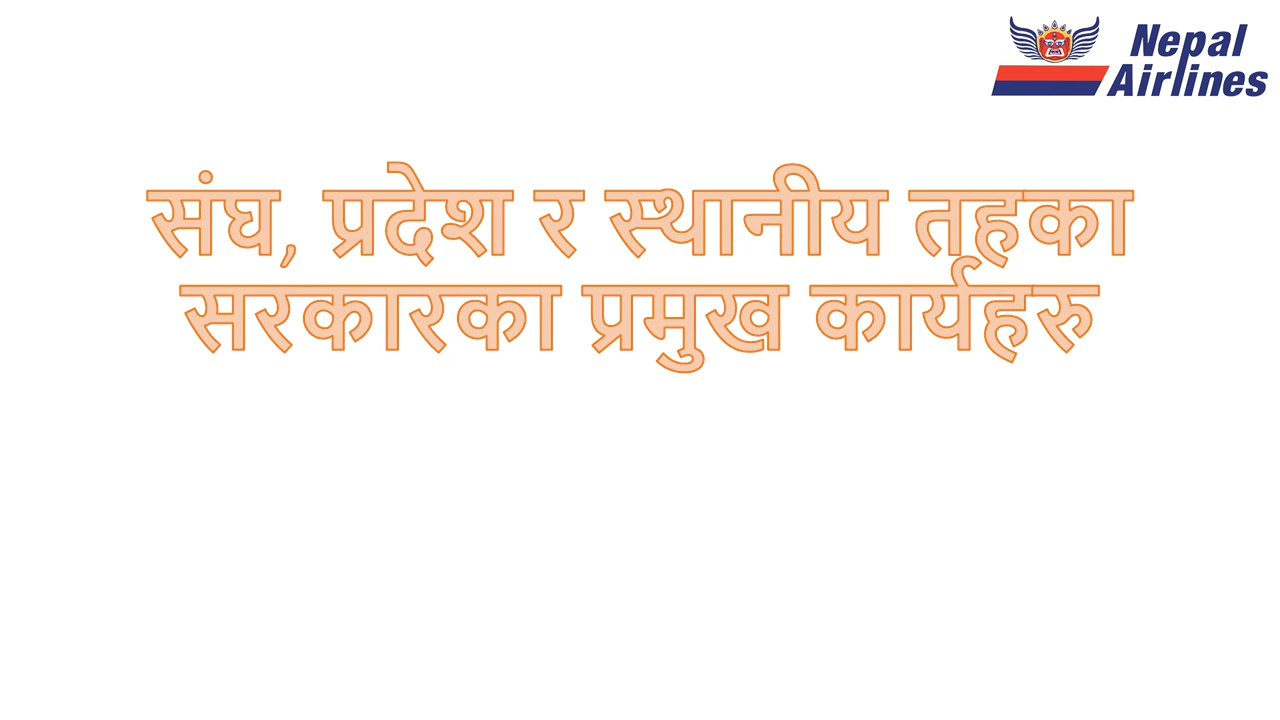 Nepal
Airlines
संघ, प्रदेश र स्थानीय तहका
सरकारका प्रमुख कार्यहरु